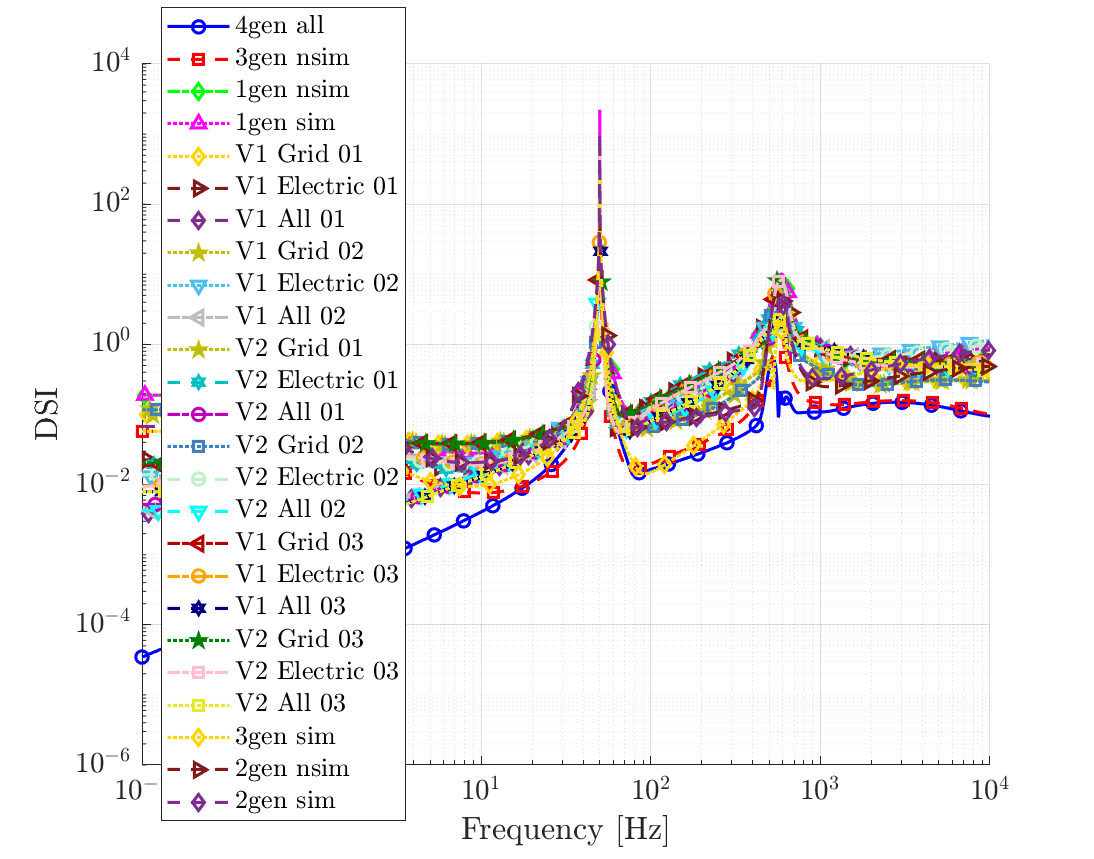 4gen all
3gen nsim
1gen nsim
1gen sim
V1 Grid 01
V1 Electric 01
V1 All 01
V1 Grid 02
V1 Electric 02
V1 All 02
V2 Grid 01
V2 Electric 01
V2 All 01
V2 Grid 02
V2 Electric 02
V2 All 02
V1 Grid 03
V1 Electric 03
V1 All 03
V2 Grid 03
V2 Electric 03
V2 All 03
3gen sim
2gen nsim
2gen sim
10^4
10^2
10^0
10^-2
10^-4
10^-6
DSI
10^1 10^2 10^3 10^4
Frequency [Hz]